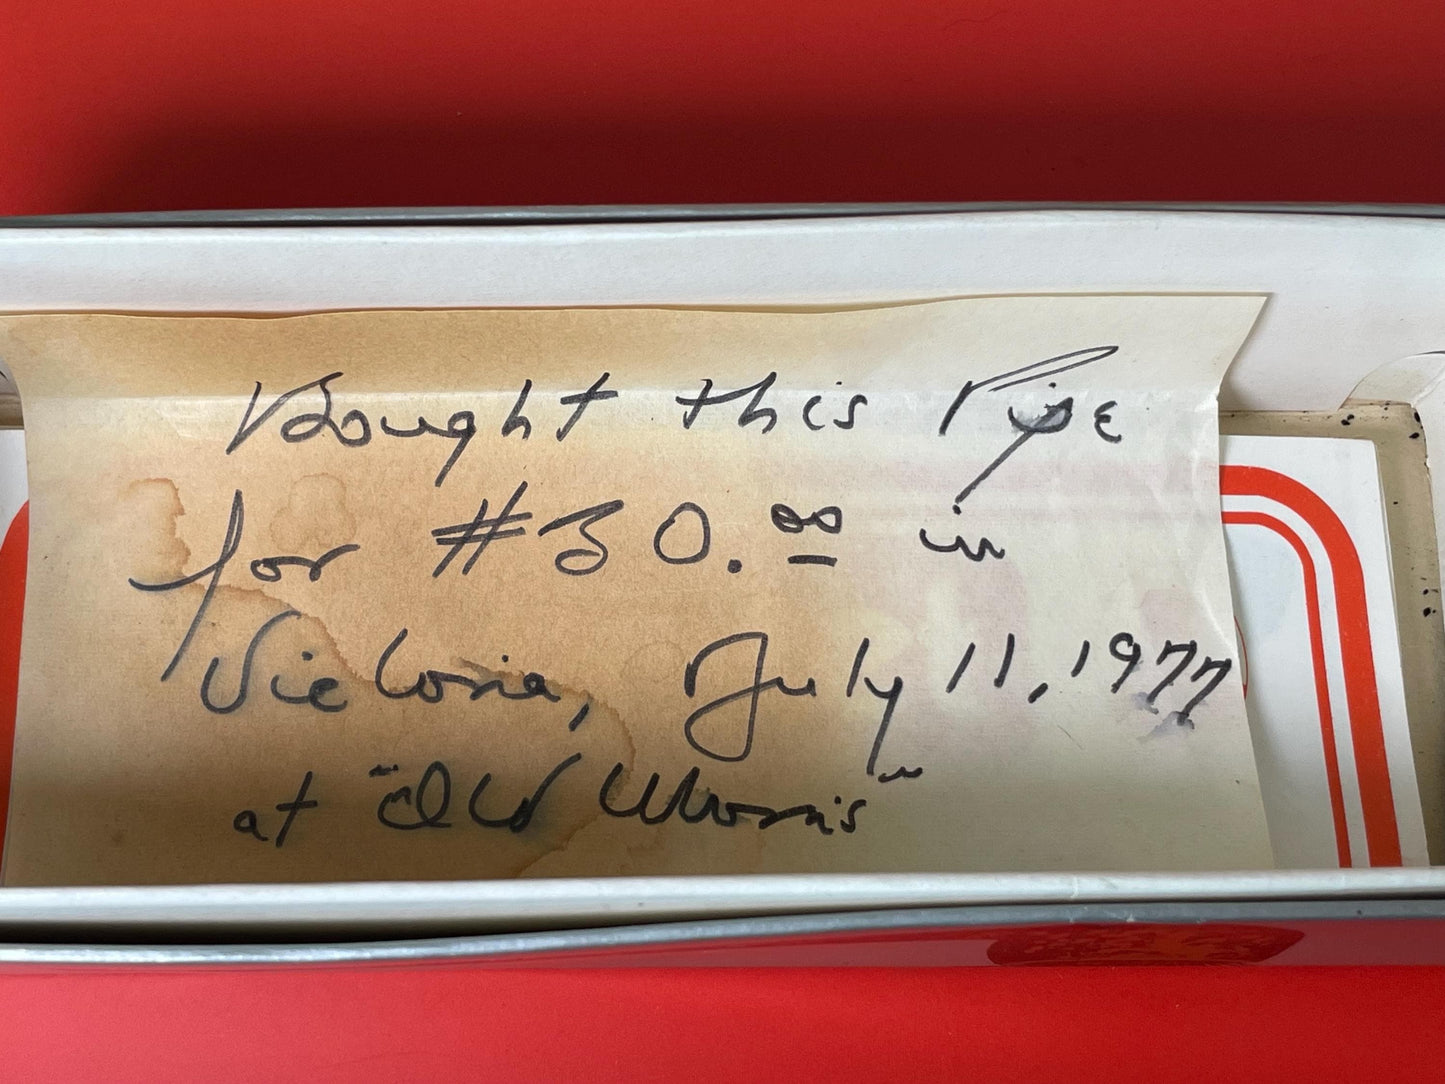 Bought this Pipe
for #30.00 in
Victoria, July 11, 1977
at "Old Morris"